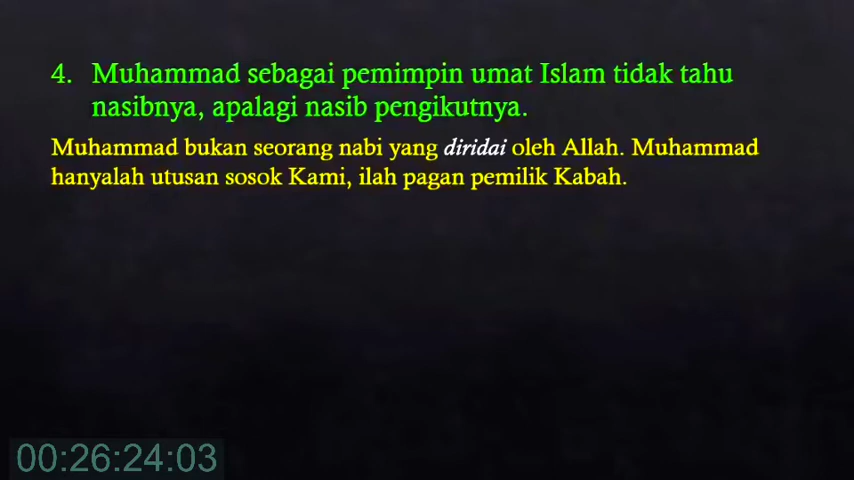 4. Muhammad sebagai pemimpin umat Islam tidak tahu
nasibnya, apalagi nasib pengikutnya.
Muhammad bukan seorang nabi yang diridai oleh Allah. Muhammad
hanyalah utusan sosok Kami, ilah pagan pemilik Kabah.
00:26:24:03